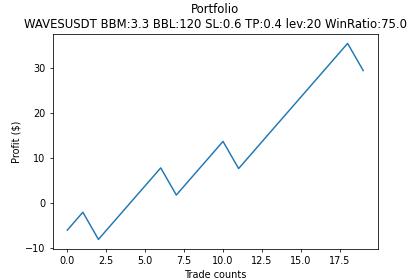 Portfolio
WAVESUSDT BBM:3.3 BBL:120 SL:0.6 TP:0.4 lev:20 WinRatio:75.0
30
20
10
0
−10
Profit ($)
0.0 2.5 5.0 7.5 10.0 12.5 15.0 17.5
Trade counts